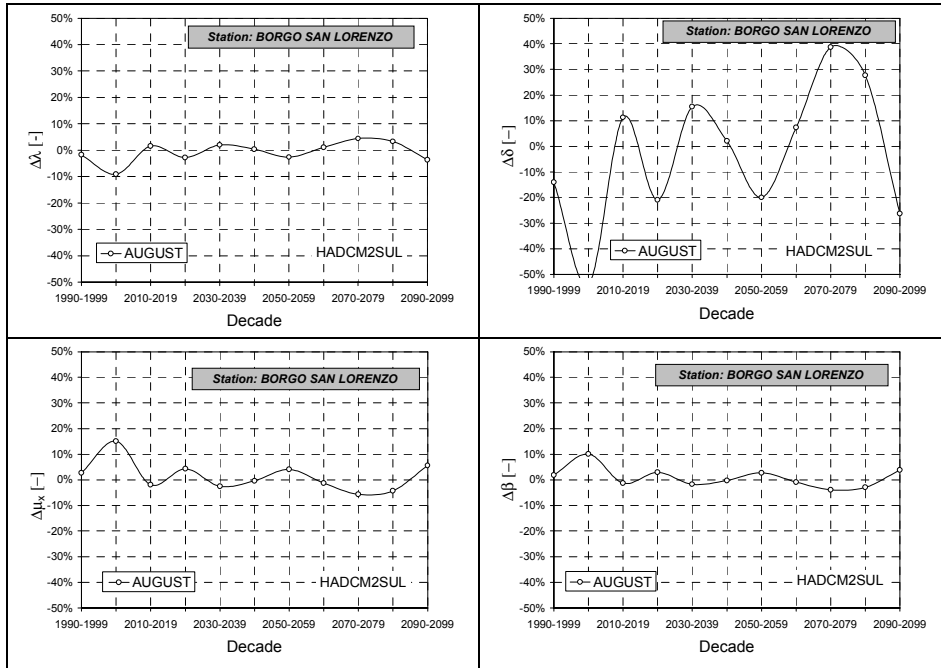 50%
40%
30%
20%
10%
0%
-10%
-20%
-30%
-40%
-50%
Δλ [-]
Station: BORGO SAN LORENZO
AUGUST
HADCM2SUL
1990-1999 2010-2019 2030-2039 2050-2059 2070-2079 2090-2099
Decade
50%
40%
30%
20%
10%
0%
-10%
-20%
-30%
-40%
-50%
Δδ [–]
Station: BORGO SAN LORENZO
AUGUST
HADCM2SUL
1990-1999 2010-2019 2030-2039 2050-2059 2070-2079 2090-2099
Decade
50%
40%
30%
20%
10%
0%
-10%
-20%
-30%
-40%
-50%
Δμx [–]
Station: BORGO SAN LORENZO
AUGUST
HADCM2SUL
1990-1999 2010-2019 2030-2039 2050-2059 2070-2079 2090-2099
Decade
50%
40%
30%
20%
10%
0%
-10%
-20%
-30%
-40%
-50%
Δβ [–]
Station: BORGO SAN LORENZO
AUGUST
HADCM2SUL
1990-1999 2010-2019 2030-2039 2050-2059 2070-2079 2090-2099
Decade